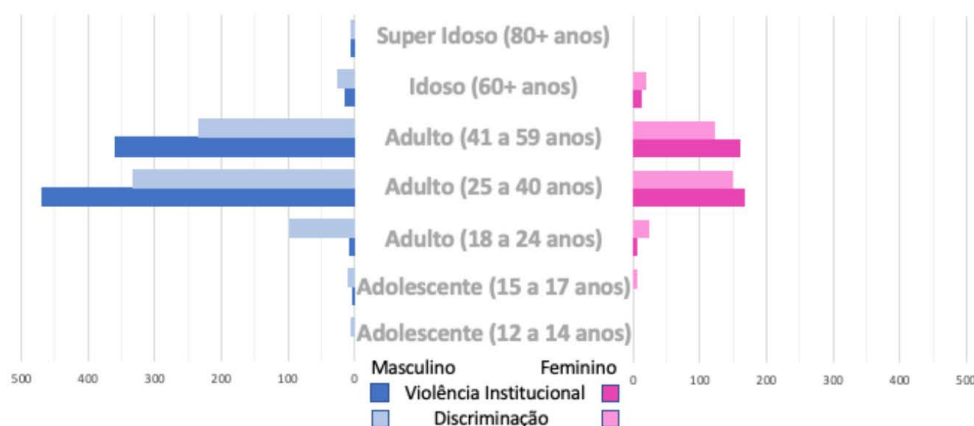 Super Idoso (80+ anos)
Idoso (60+ anos)
Adulto (41 a 59 anos)
Adulto (25 a 40 anos)
Adulto (18 a 24 anos)
Adolescente (15 a 17 anos)
Adolescente (12 a 14 anos)
500 400 300 200 100 0 0 100 200 300 400 500
Masculino Feminino
Violência Institucional
Discriminação